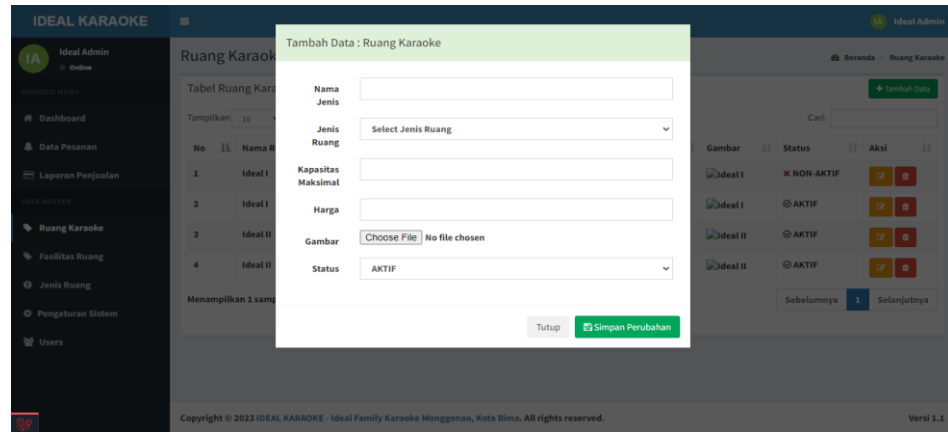 IDEAL KARAOKE
IA Ideal Admin
IA
Ideal Admin
Online
NAVIGASI MENU
Dashboard
Data Pesanan
Laporan Penjualan
DATA MASTER
Ruang Karaoke
Fasilitas Ruang
Jenis Ruang
Pengaturan Sistem
Users
Ruang Karaok
Beranda > Ruang Karaoke
Tabel Ruang Kara
Tambah Data
Tampilkan 10
Cari:
No Nama R Gambar Status Aksi
1 Ideal I Ideal I NON-AKTIF
2 Ideal I Ideal I AKTIF
3 Ideal II Ideal II AKTIF
4 Ideal II Ideal II AKTIF
Menampilkan 1 samp
Sebelumnya 1 Selanjutnya
Tambah Data : Ruang Karaoke
Nama
Jenis
Jenis
Ruang
Select Jenis Ruang
Kapasitas
Maksimal
Harga
Gambar Choose File No file chosen
Status AKTIF
Tutup Simpan Perubahan
Copyright © 2023 IDEAL KARAOKE - Ideal Family Karaoke Monggonao, Kota Bima. All rights reserved.
Versi 1.1